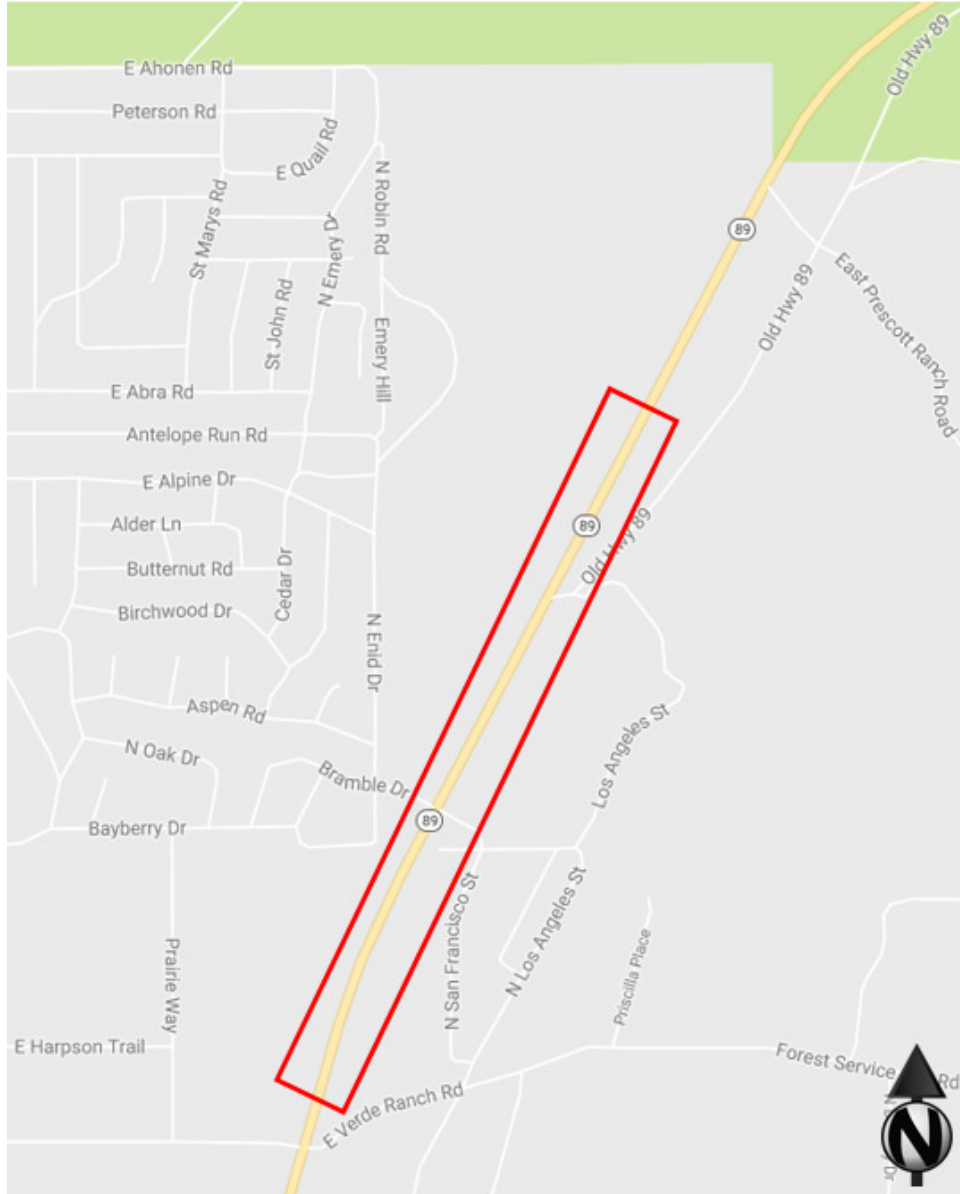 Old Hwy 89
E Ahonen Rd
Peterson Rd
E Quail Rd
N Robin Rd
St Marys Rd
N Emery Dr
89
Old Hwy 89
East Prescott Ranch Road
St John Rd
Emery Hill
E Abra Rd
Antelope Run Rd
E Alpine Dr
Alder Ln
89
Old Hwy 89
Butternut Rd
Cedar Dr
Birchwood Dr
N Enid Dr
Aspen Rd
N Oak Dr
Los Angeles St
Bramble Dr
Bayberry Dr
89
N San Francisco St
N Los Angeles St
Priscilla Place
Prairie Way
E Harpson Trail
Forest Service Rd
E Verde Ranch Rd
N
Dr